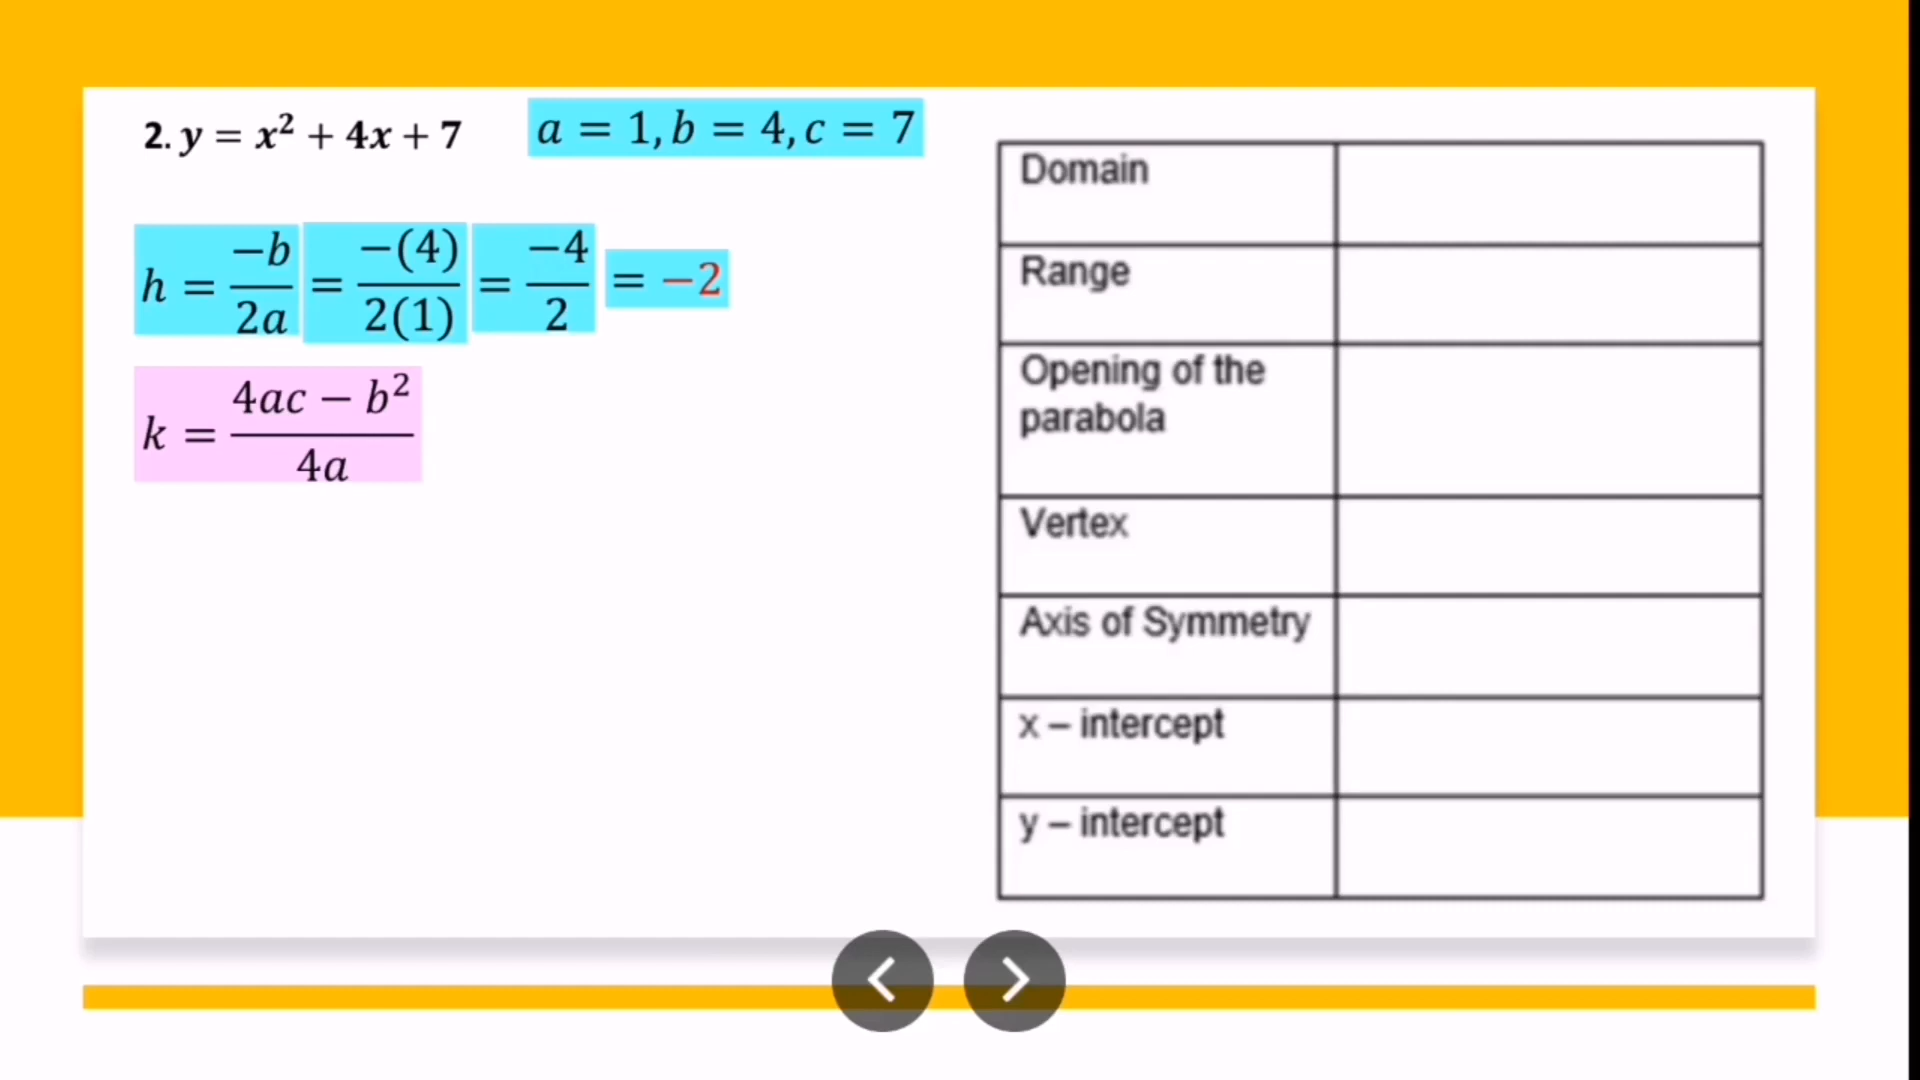 2. y = x² + 4x + 7
a = 1, b = 4, c = 7
h = −b/2a = −(4)/2(1) = −4/2 = −2
k = 4ac − b²/4a
Domain
Range
Opening of the
parabola
Vertex
Axis of Symmetry
x – intercept
y – intercept